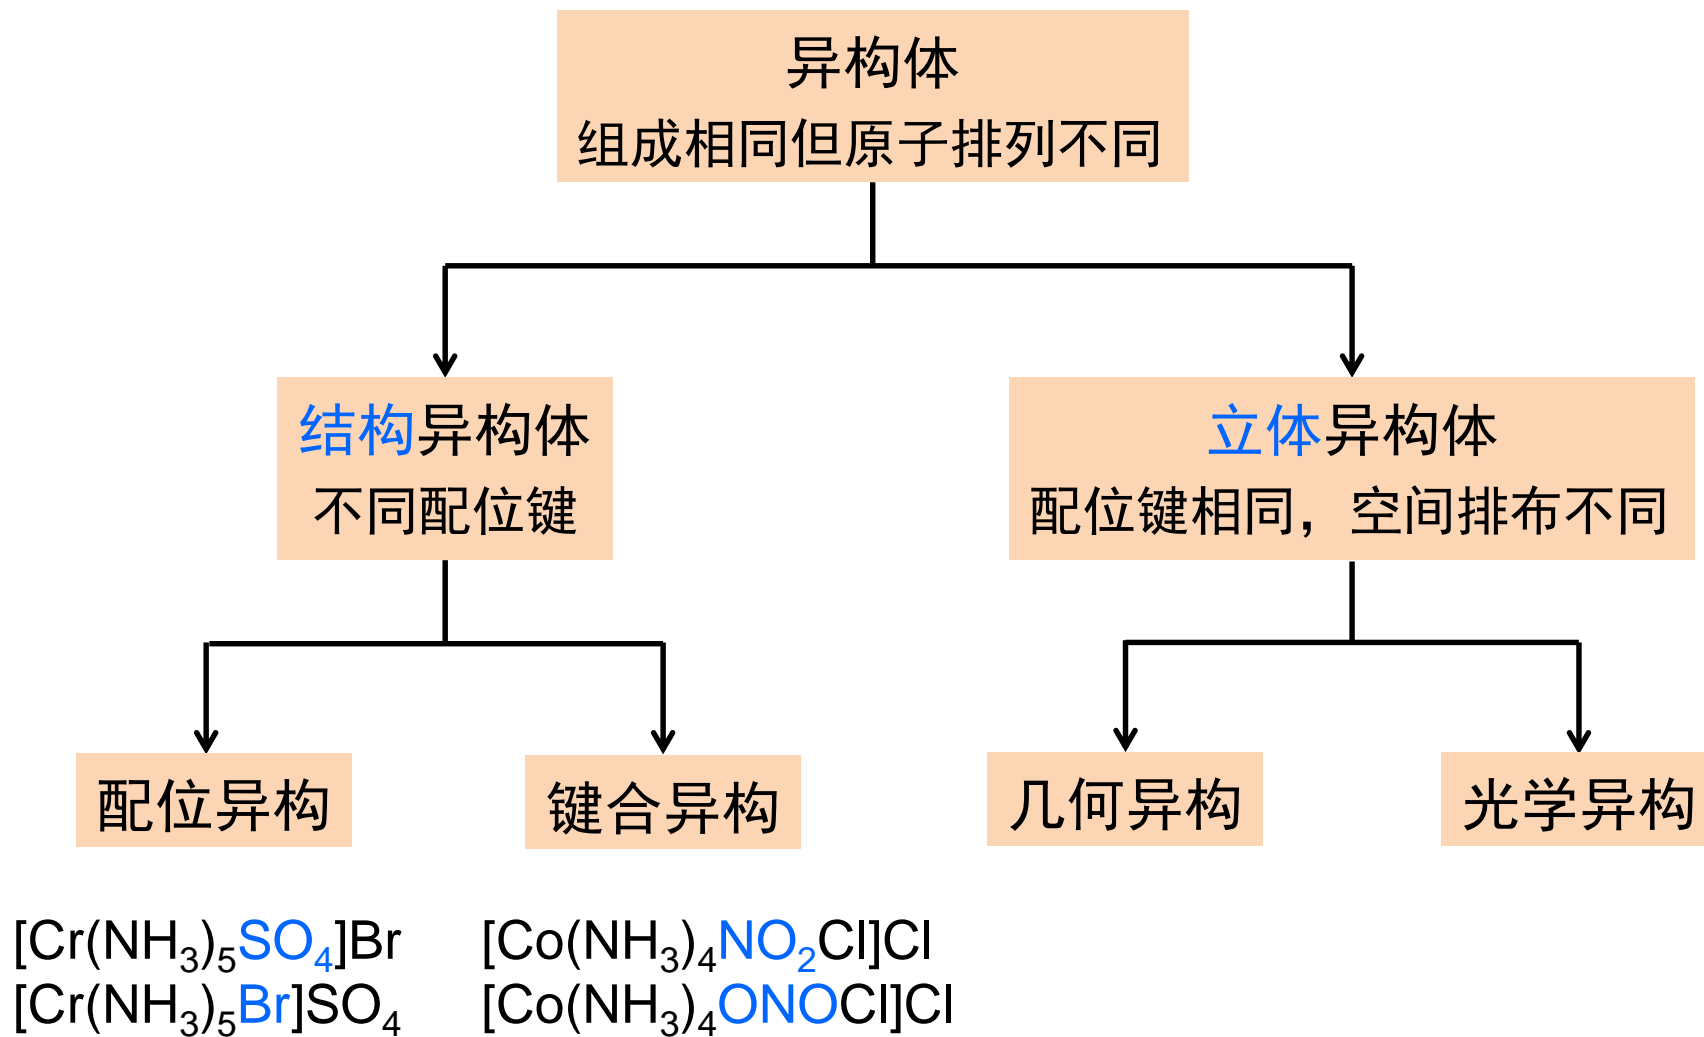 异构体
组成相同但原子排列不同
结构异构体
不同配位键
立体异构体
配位键相同，空间排布不同
配位异构
键合异构
几何异构
光学异构
[Cr(NH₃)₅SO₄]Br
[Cr(NH₃)₅Br]SO₄
[Co(NH₃)₄NO₂Cl]Cl
[Co(NH₃)₄ONOCl]Cl